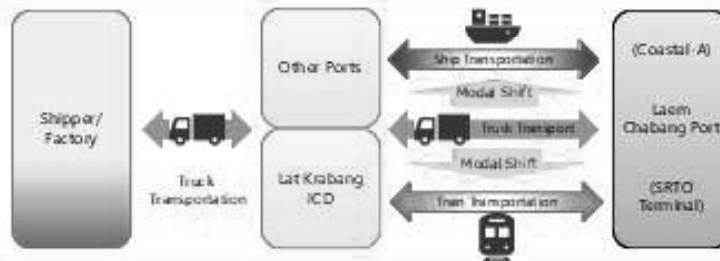 Shipper/
Factory
Truck
Transportation
Other Ports
Lat Krabang
ICD
Ship Transportation
Modal Shift
Truck Transport
Modal Shift
Train Transportation
(Coastal-A)
Laem
Chabang Port
(SRTO
Terminal)